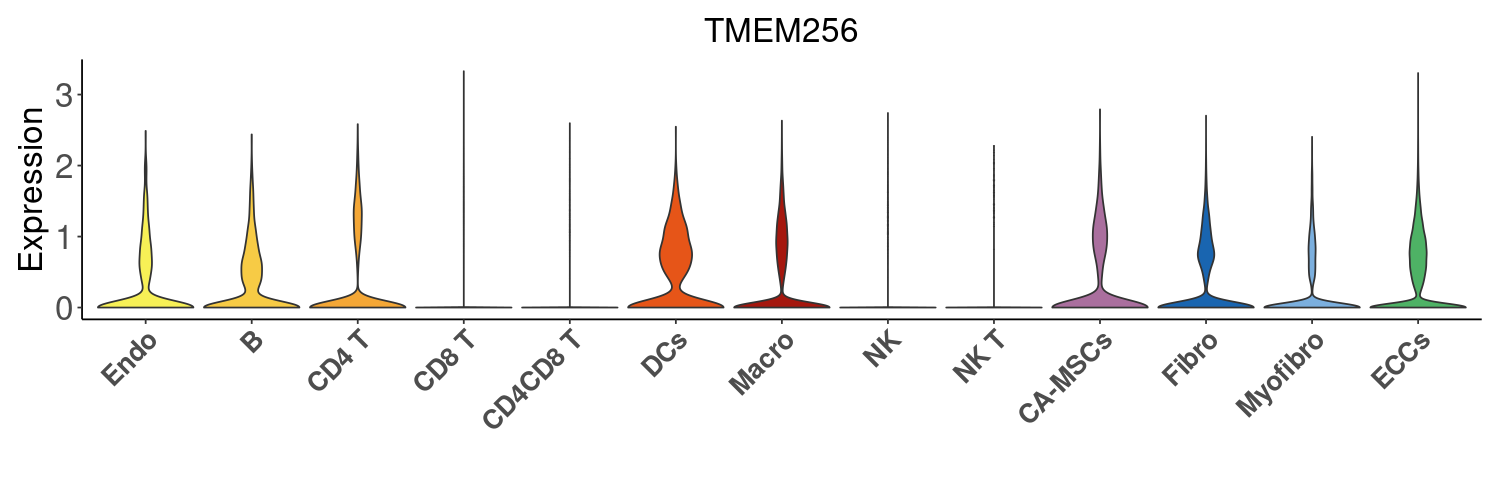 TMEM256
Expression
3
2
1
0
Endo
B
CD4 T
CD8 T
CD4CD8 T
DCs
Macro
NK
NK T
CA-MSCs
Fibro
Myofibro
ECCs